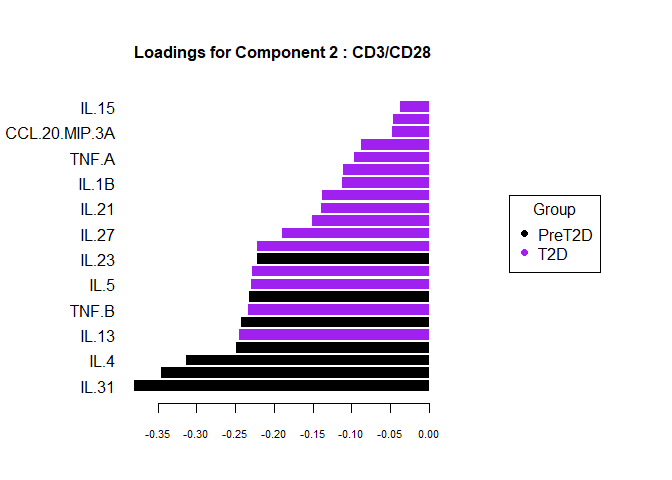 Loadings for Component 2 : CD3/CD28
IL.15
CCL.20.MIP.3A
TNF.A
IL.1B
IL.21
IL.27
IL.23
IL.5
TNF.B
IL.13
IL.4
IL.31
-0.35 -0.30 -0.25 -0.20 -0.15 -0.10 -0.05 0.00
Group
PreT2D
T2D